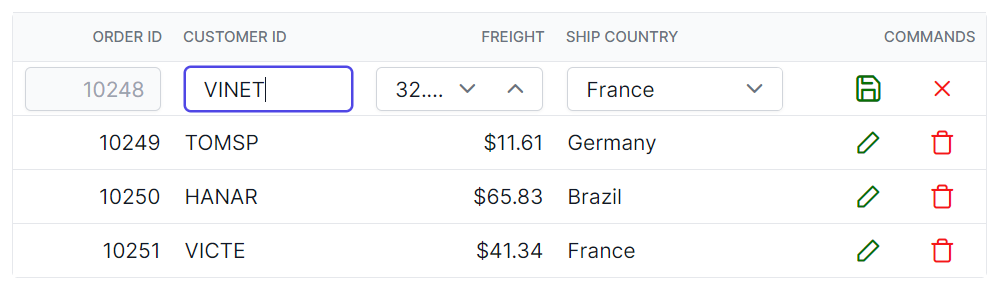 ORDER ID CUSTOMER ID FREIGHT SHIP COUNTRY COMMANDS
10248 VINET 32.... France
10249 TOMSP $11.61 Germany
10250 HANAR $65.83 Brazil
10251 VICTE $41.34 France